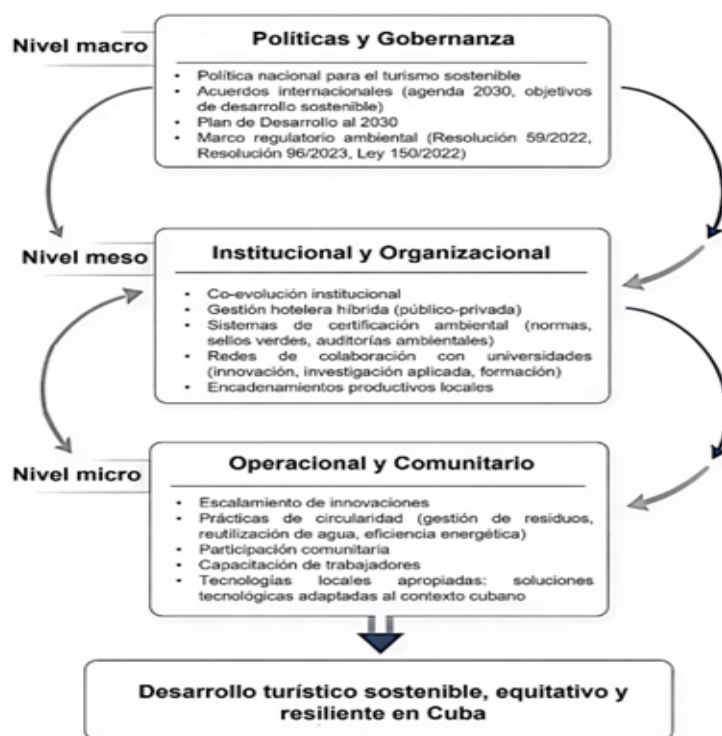 Nivel macro
Políticas y Gobernanza
• Política nacional para el turismo sostenible
• Acuerdos internacionales (agenda 2030, objetivos
de desarrollo sostenible)
• Plan de Desarrollo al 2030
• Marco regulatorio ambiental (Resolución 59/2022,
Resolución 96/2023, Ley 150/2022)
Nivel meso
Institucional y Organizacional
• Co-evolución institucional
• Gestión hotelera híbrida (público-privada)
• Sistemas de certificación ambiental (normas,
sellos verdes, auditorías ambientales)
• Redes de colaboración con universidades
(innovación, investigación aplicada, formación)
• Encadenamientos productivos locales
Nivel micro
Operacional y Comunitario
• Escalamiento de innovaciones
• Prácticas de circularidad (gestión de residuos,
reutilización de agua, eficiencia energética)
• Participación comunitaria
• Capacitación de trabajadores
• Tecnologías locales apropiadas: soluciones
tecnológicas adaptadas al contexto cubano
Desarrollo turístico sostenible, equitativo y
resiliente en Cuba